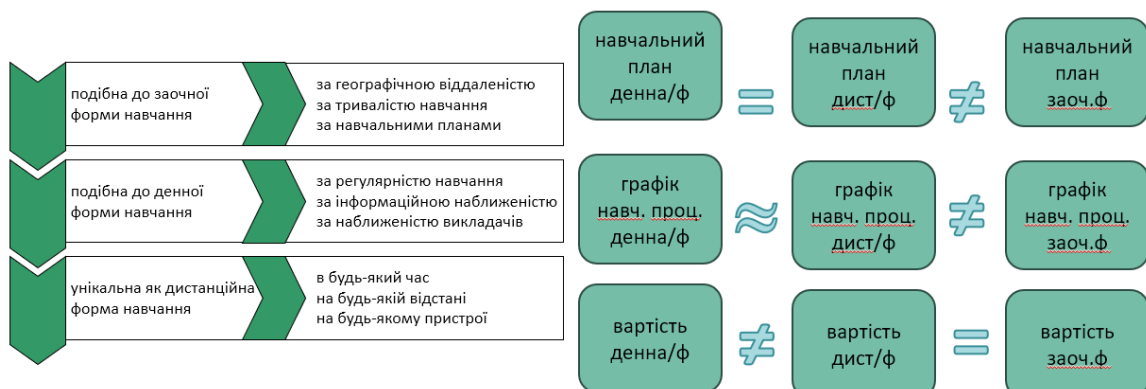 подібна до заочної
форми навчання
за географічною віддаленістю
за тривалістю навчання
за навчальними планами
подібна до денної
форми навчання
за регулярністю навчання
за інформаційною наближеністю
за наближеністю викладачів
унікальна як дистанційна
форма навчання
в будь-який час
на будь-якій відстані
на будь-якому пристрої
навчальний
план
денна/ф
=
навчальний
план
дист/ф
≠
навчальний
план
заоч.ф
графік
навч. проц.
денна/ф
≈
графік
навч. проц.
дист/ф
≠
графік
навч. проц.
заоч.ф
вартість
денна/ф
≠
вартість
дист/ф
=
вартість
заоч.ф